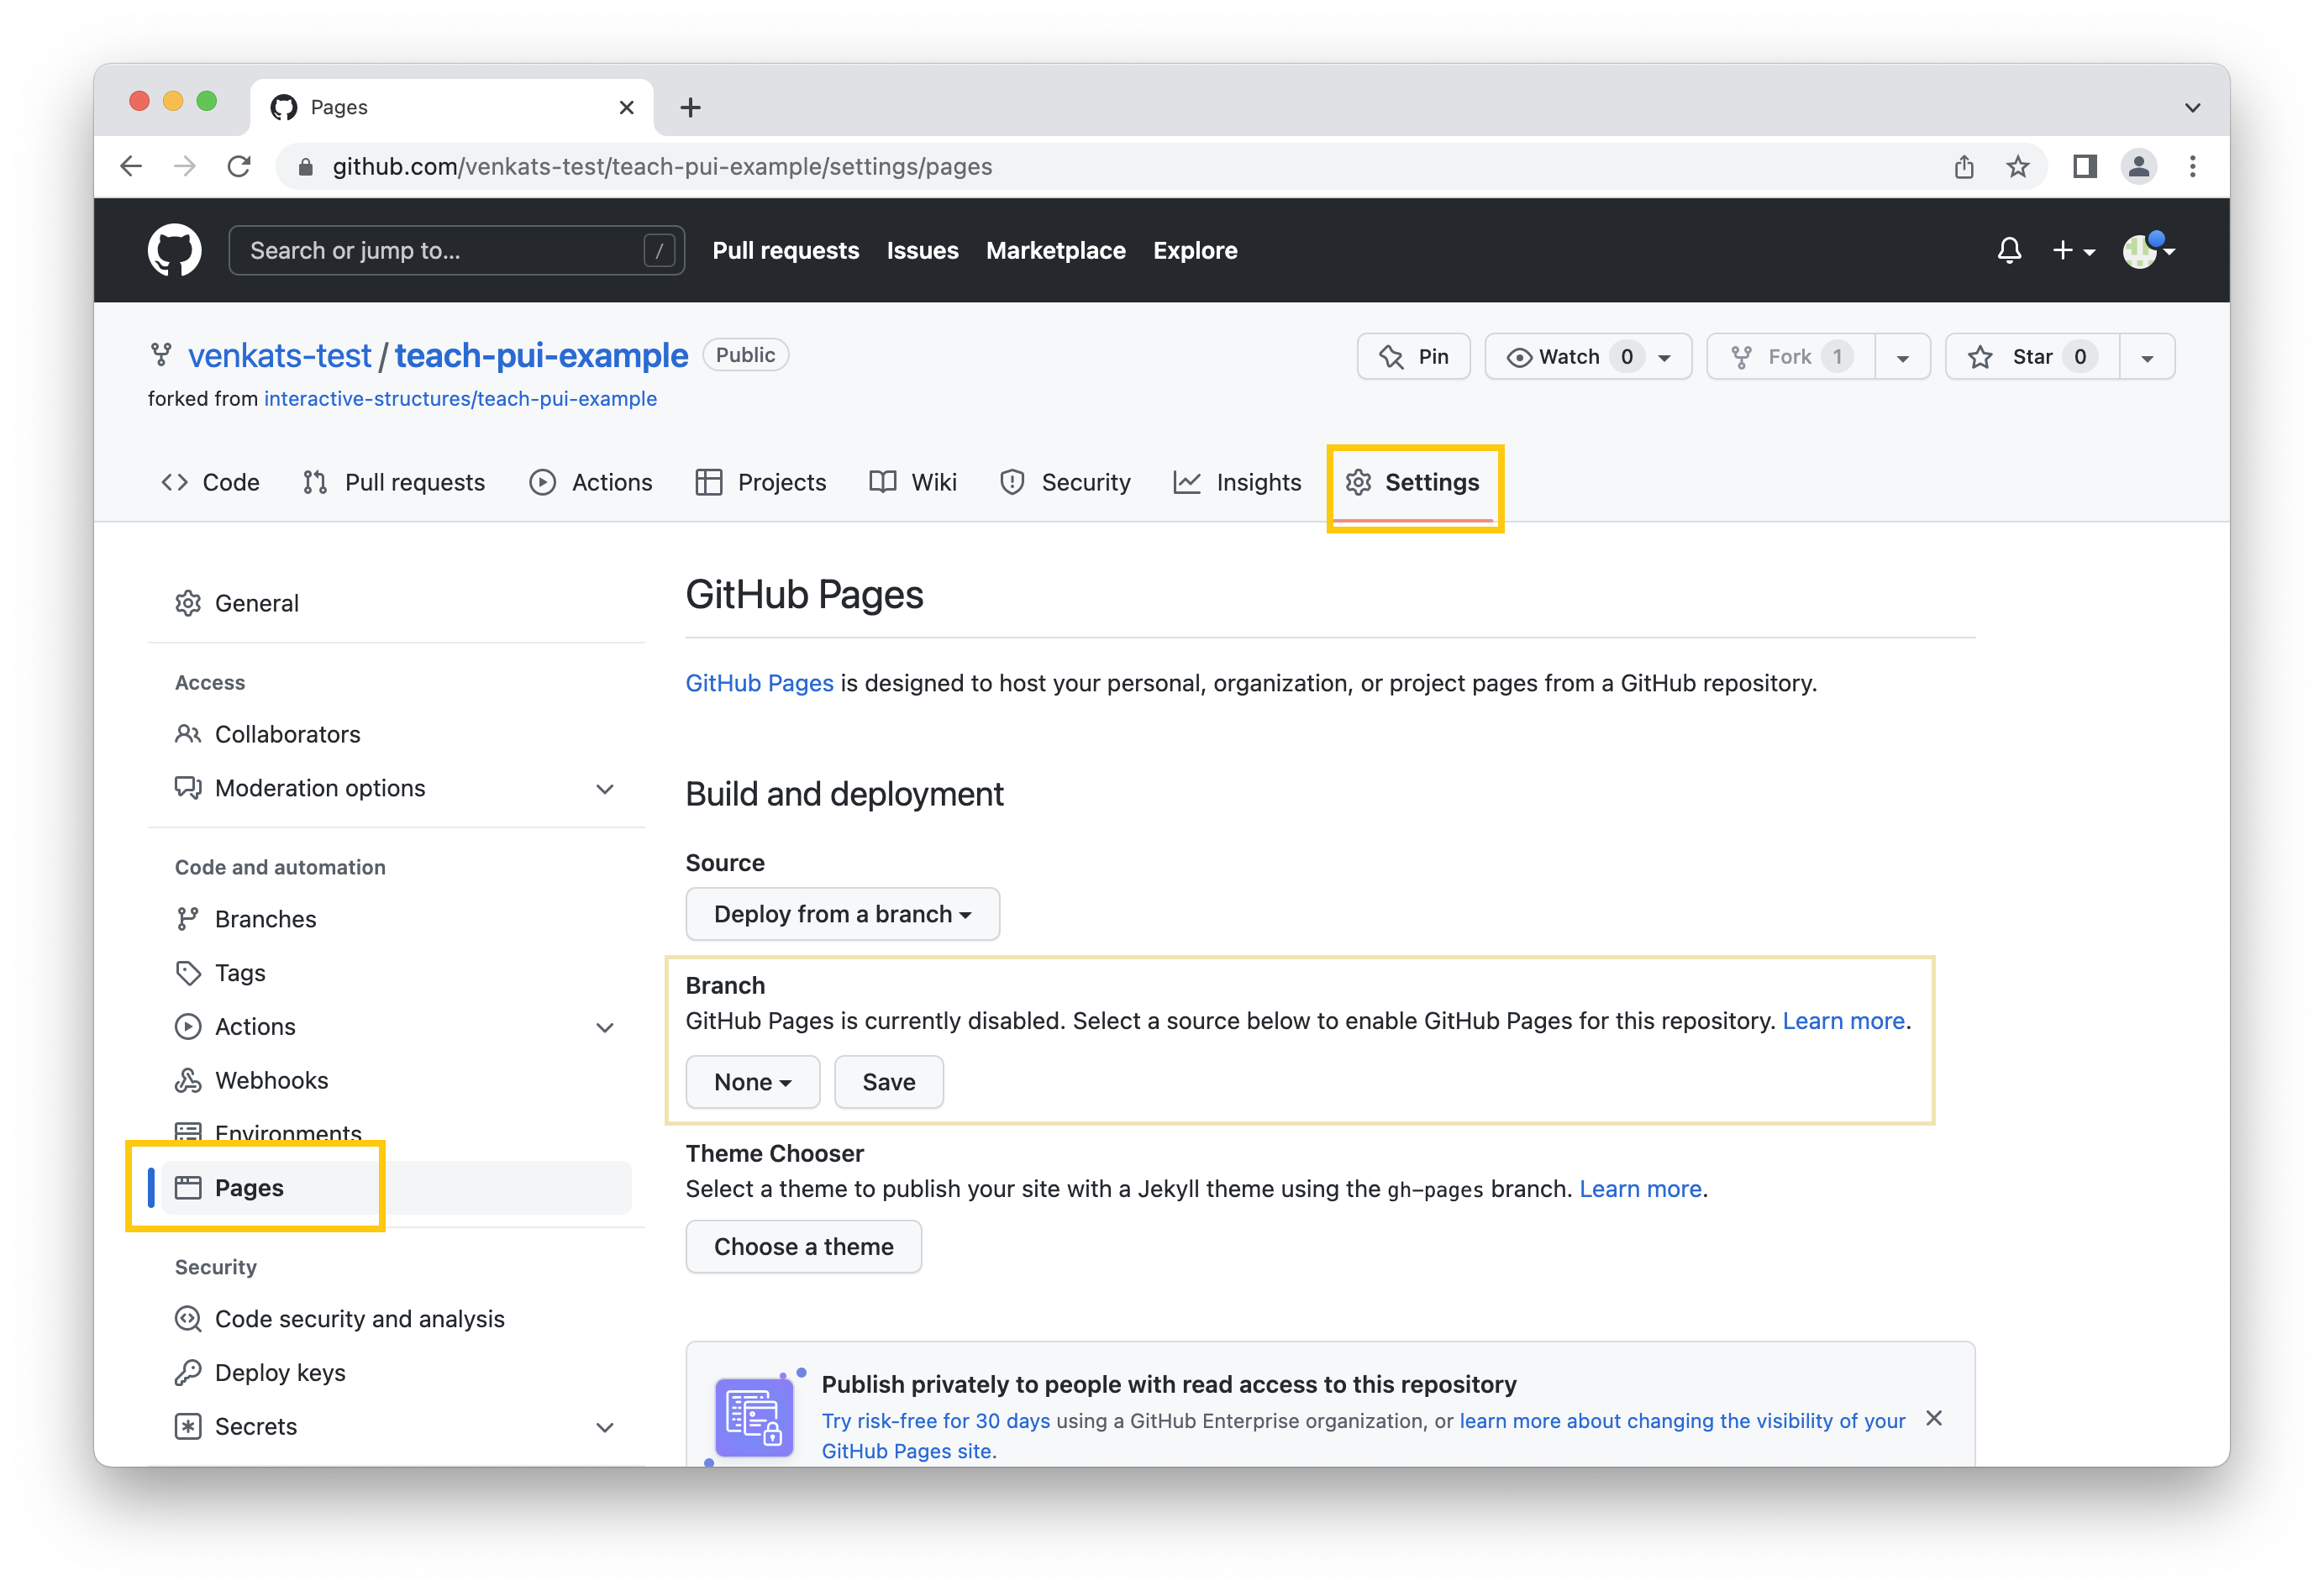 Pages
github.com/venkats-test/teach-pui-example/settings/pages
Search or jump to... /
Pull requests Issues Marketplace Explore
venkats-test / teach-pui-example Public
Pin Watch 0 Fork 1 Star 0
forked from interactive-structures/teach-pui-example
Code Pull requests Actions Projects Wiki Security Insights Settings
General
Access
Collaborators
Moderation options
Code and automation
Branches
Tags
Actions
Webhooks
Environments
Pages
Security
Code security and analysis
Deploy keys
Secrets
GitHub Pages
GitHub Pages is designed to host your personal, organization, or project pages from a GitHub repository.
Build and deployment
Source
Deploy from a branch
Branch
GitHub Pages is currently disabled. Select a source below to enable GitHub Pages for this repository. Learn more.
None Save
Theme Chooser
Select a theme to publish your site with a Jekyll theme using the gh-pages branch. Learn more.
Choose a theme
Publish privately to people with read access to this repository
Try risk-free for 30 days using a GitHub Enterprise organization, or learn more about changing the visibility of your
GitHub Pages site.